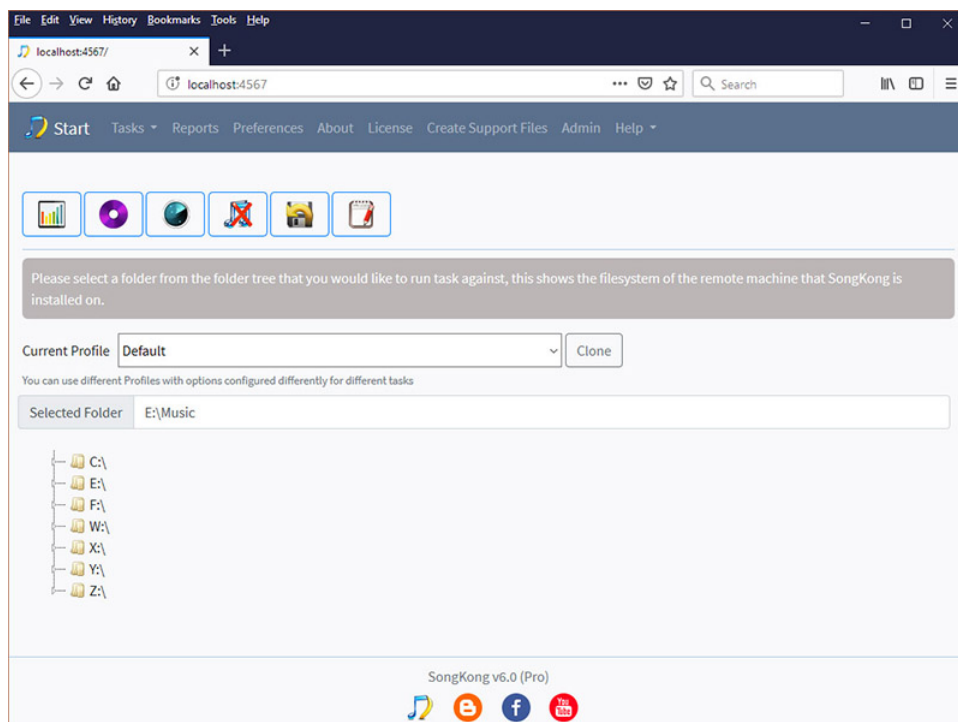 File Edit View History Bookmarks Tools Help
localhost:4567/
localhost:4567
Search
Start Tasks Reports Preferences About License Create Support Files Admin Help
Please select a folder from the folder tree that you would like to run task against, this shows the filesystem of the remote machine that SongKong is
installed on.
Current Profile Default Clone
You can use different Profiles with options configured differently for different tasks
Selected Folder E:\Music
C:\
E:\
F:\
W:\
X:\
Y:\
Z:\
SongKong v6.0 (Pro)
You
Tube